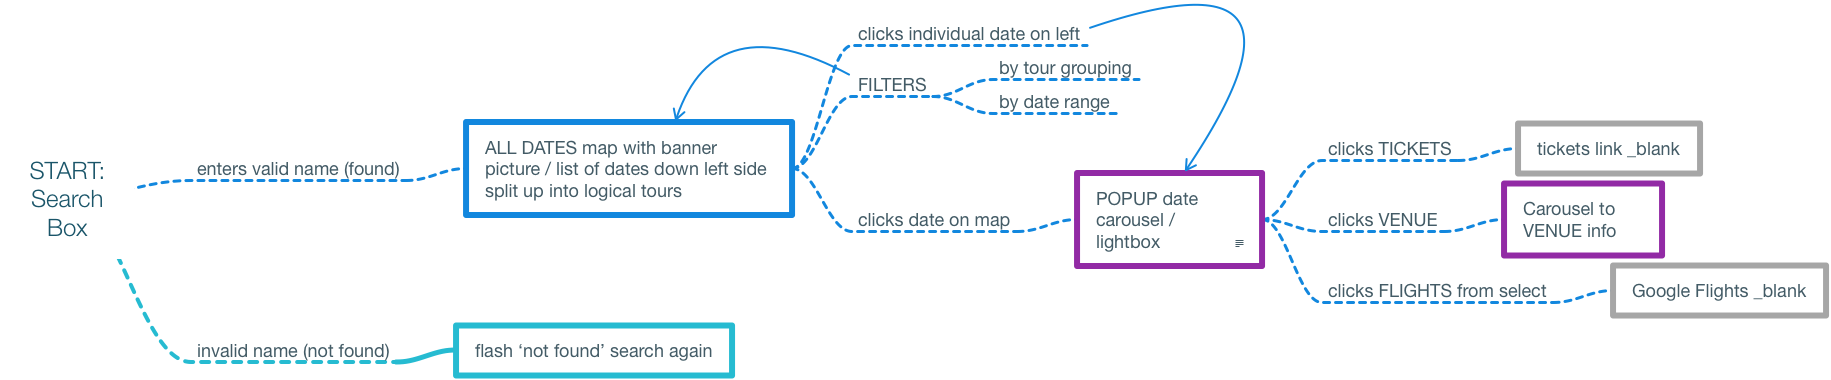 START:
Search
Box
enters valid name (found)
ALL DATES map with banner
picture / list of dates down left side
split up into logical tours
clicks individual date on left
FILTERS
by tour grouping
by date range
clicks date on map
POPUP date
carousel /
lightbox
clicks TICKETS
tickets link _blank
clicks VENUE
Carousel to
VENUE info
clicks FLIGHTS from select
Google Flights _blank
invalid name (not found)
flash ‘not found’ search again